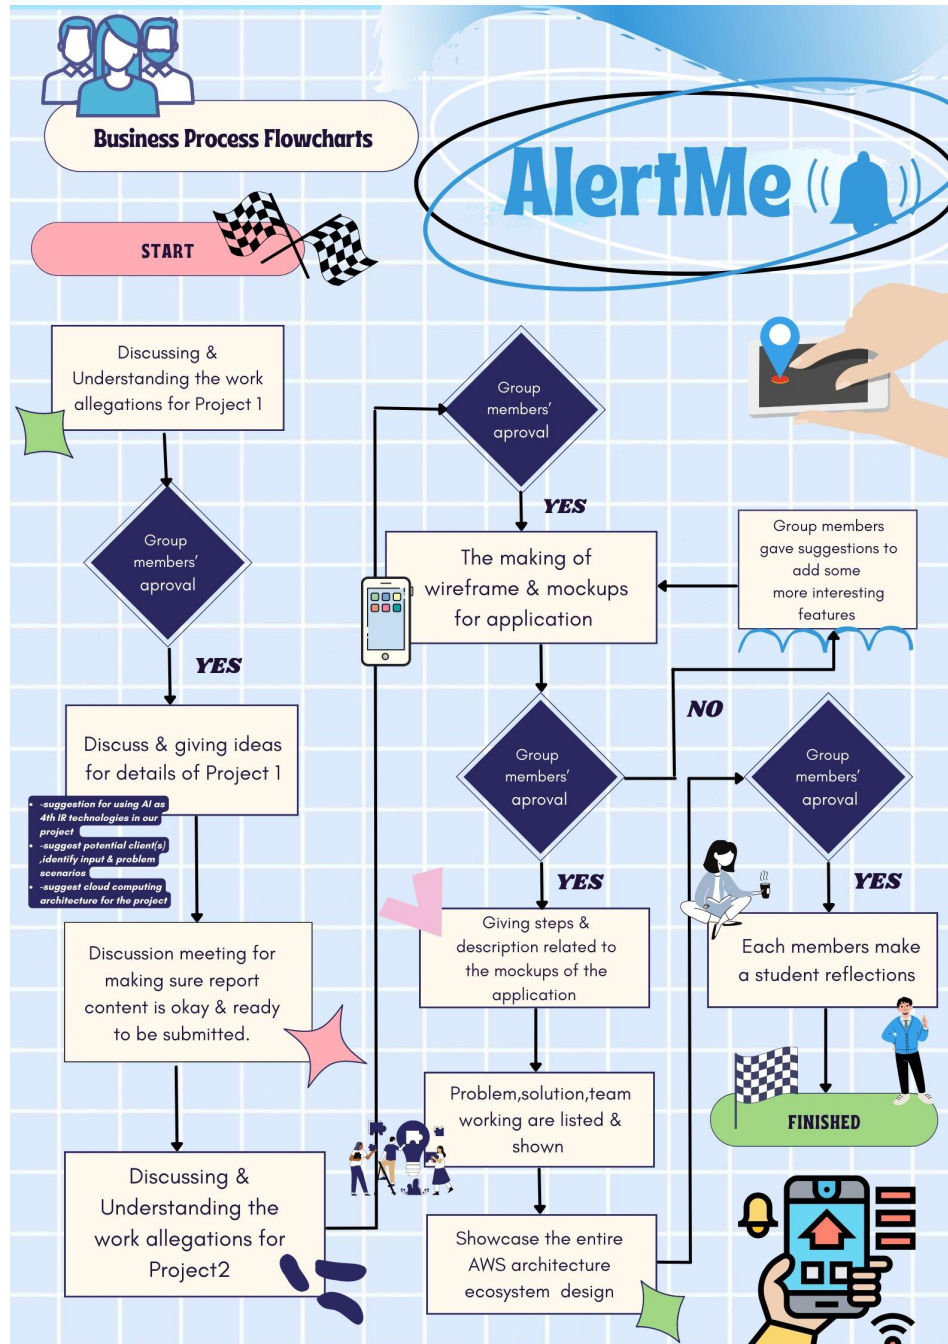 Business Process Flowcharts
AlertMe
START
Discussing &
Understanding the work
allegations for Project 1
Group
members'
aproval
YES
Discuss & giving ideas
for details of Project 1
-suggestion for using AI as
4th IR technologies in our
project
-suggest potential client(s)
,identify input & problem
scenarios
-suggest cloud computing
architecture for the project
Discussion meeting for
making sure report
content is okay & ready
to be submitted.
Discussing &
Understanding the
work allegations for
Project2
Group
members'
aproval
YES
The making of
wireframe & mockups
for application
Group members
gave suggestions to
add some
more interesting
features
NO
Group
members'
aproval
YES
Giving steps &
description related to
the mockups of the
application
Problem,solution,team
working are listed &
shown
Showcase the entire
AWS architecture
ecosystem design
Group
members'
aproval
YES
Each members make
a student reflections
FINISHED